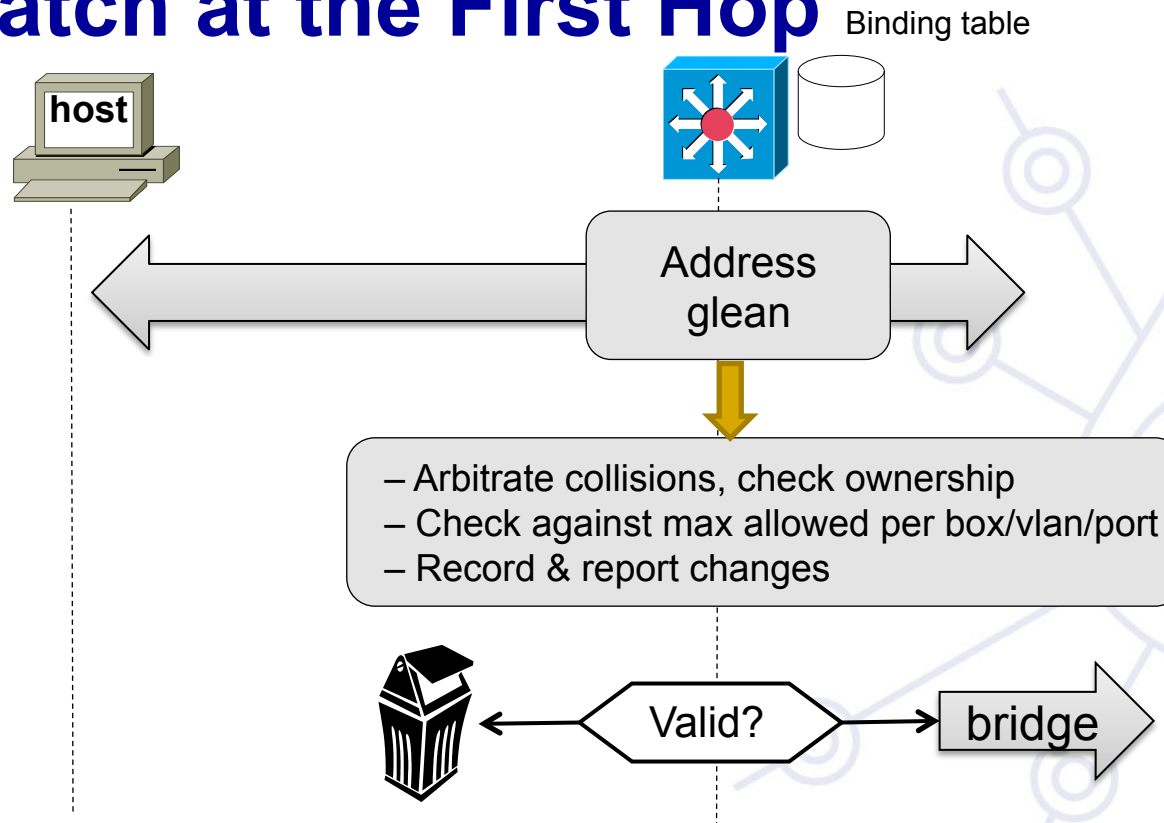 atch at the First Hop
Binding table
host
Address
glean
– Arbitrate collisions, check ownership
– Check against max allowed per box/vlan/port
– Record & report changes
Valid?
bridge